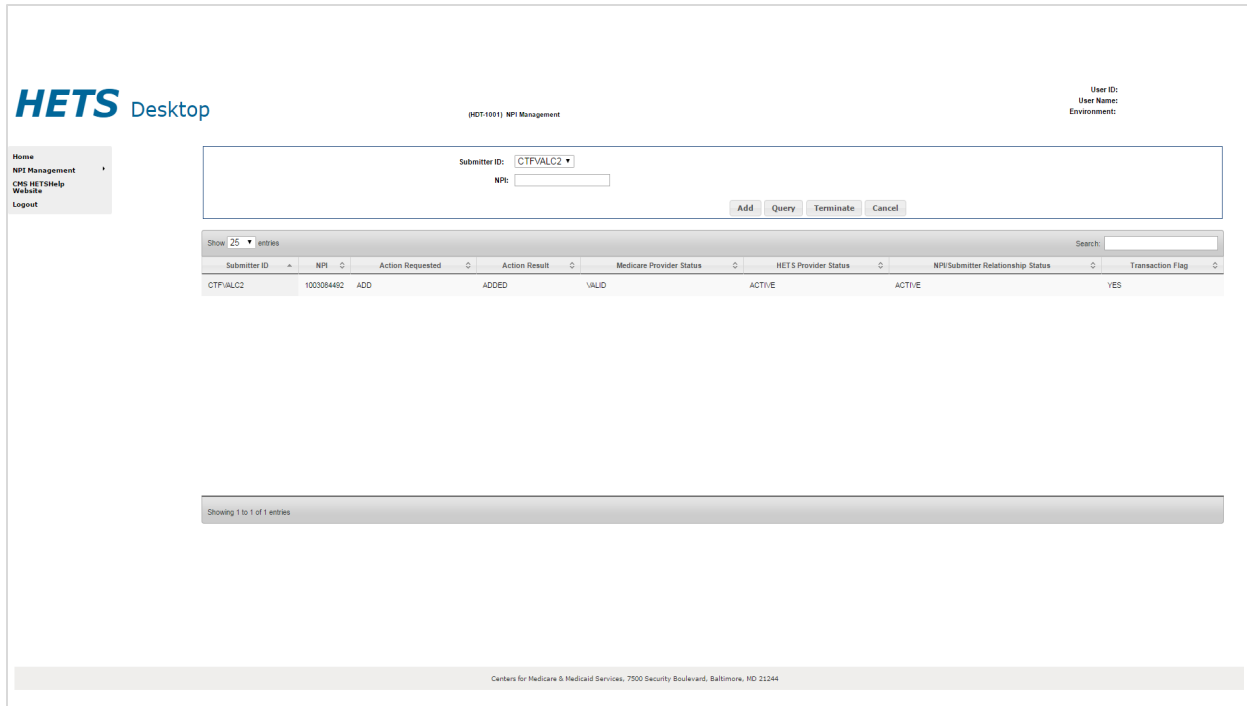 HETS Desktop
(HDT-1001) NPI Management
User ID:
User Name:
Environment:
Home
NPI Management
CMS HETSHelp
Website
Logout
Submitter ID: CTFVALC2
NPI:
Add Query Terminate Cancel
Show 25 entries Search:
Submitter ID NPI Action Requested Action Result Medicare Provider Status HETS Provider Status NPI/Submitter Relationship Status Transaction Flag
CTFVALC2 1003084492 ADD ADDED VALID ACTIVE ACTIVE YES
Showing 1 to 1 of 1 entries
Centers for Medicare & Medicaid Services, 7500 Security Boulevard, Baltimore, MD 21244